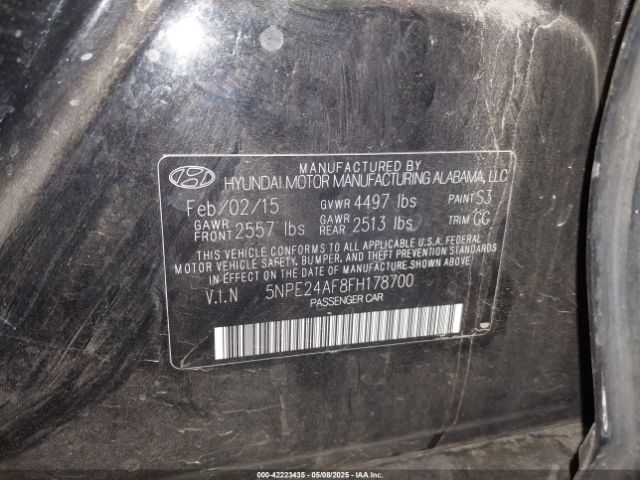 MANUFACTURED BY
HYUNDAI MOTOR MANUFACTURING ALABAMA, LLC
Feb/02/15 GVWR 4497 lbs PAINT S3
GAWR FRONT 2557 lbs GAWR REAR 2513 lbs TRIM GG
THIS VEHICLE CONFORMS TO ALL APPLICABLE U.S.A. FEDERAL
MOTOR VEHICLE SAFETY, BUMPER, AND THEFT PREVENTION STANDARDS
IN EFFECT ON THE DATE OF MANUFACTURE SHOWN ABOVE
V.I.N 5NPE24AF8FH178700
PASSENGER CAR
000-42223435 - 05/08/2025 - IAA Inc.